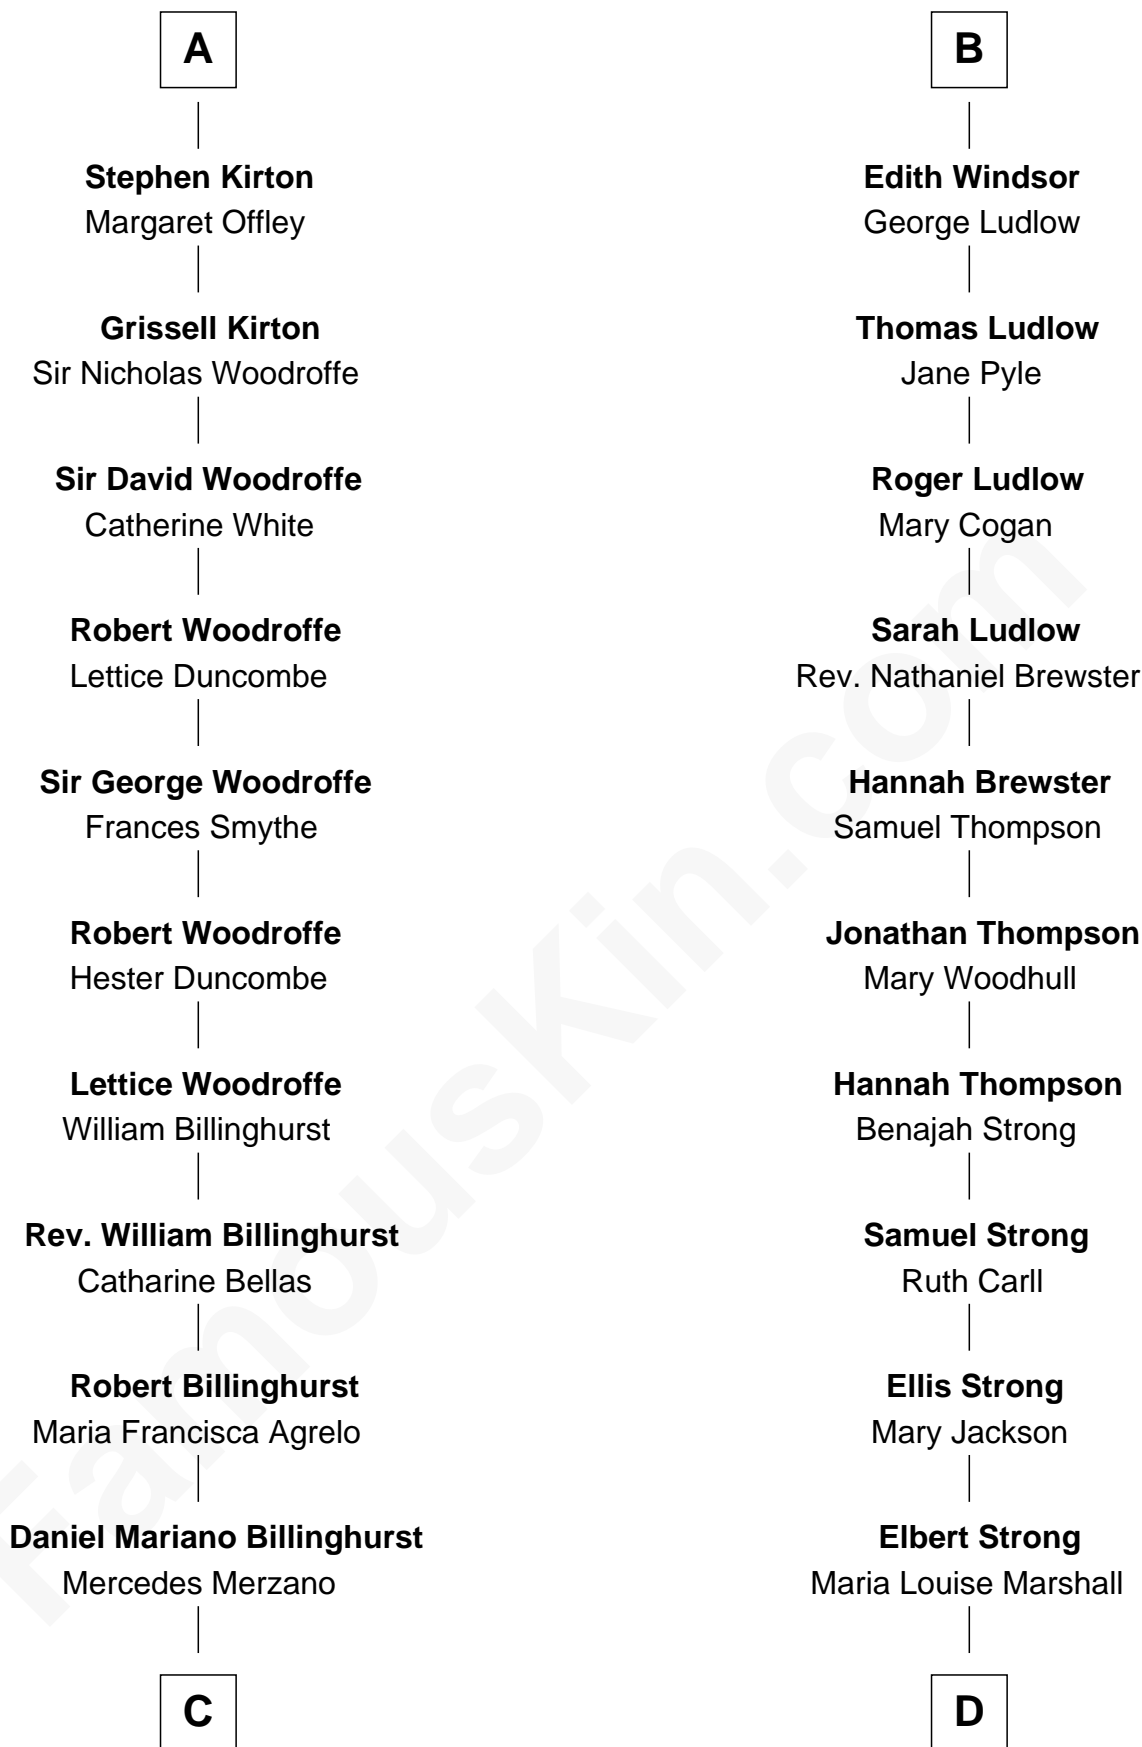 A
Stephen Kirton
Margaret Offley
Grissell Kirton
Sir Nicholas Woodroffe
Sir David Woodroffe
Catherine White
Robert Woodroffe
Lettice Duncombe
Sir George Woodroffe
Frances Smythe
Robert Woodroffe
Hester Duncombe
Lettice Woodroffe
William Billinghurst
Rev. William Billinghurst
Catharine Bellas
Robert Billinghurst
Maria Francisca Agrelo
Daniel Mariano Billinghurst
Mercedes Merzano
C
B
Edith Windsor
George Ludlow
Thomas Ludlow
Jane Pyle
Roger Ludlow
Mary Cogan
Sarah Ludlow
Rev. Nathaniel Brewster
Hannah Brewster
Samuel Thompson
Jonathan Thompson
Mary Woodhull
Hannah Thompson
Benajah Strong
Samuel Strong
Ruth Carll
Ellis Strong
Mary Jackson
Elbert Strong
Maria Louise Marshall
D
FamousKin.com